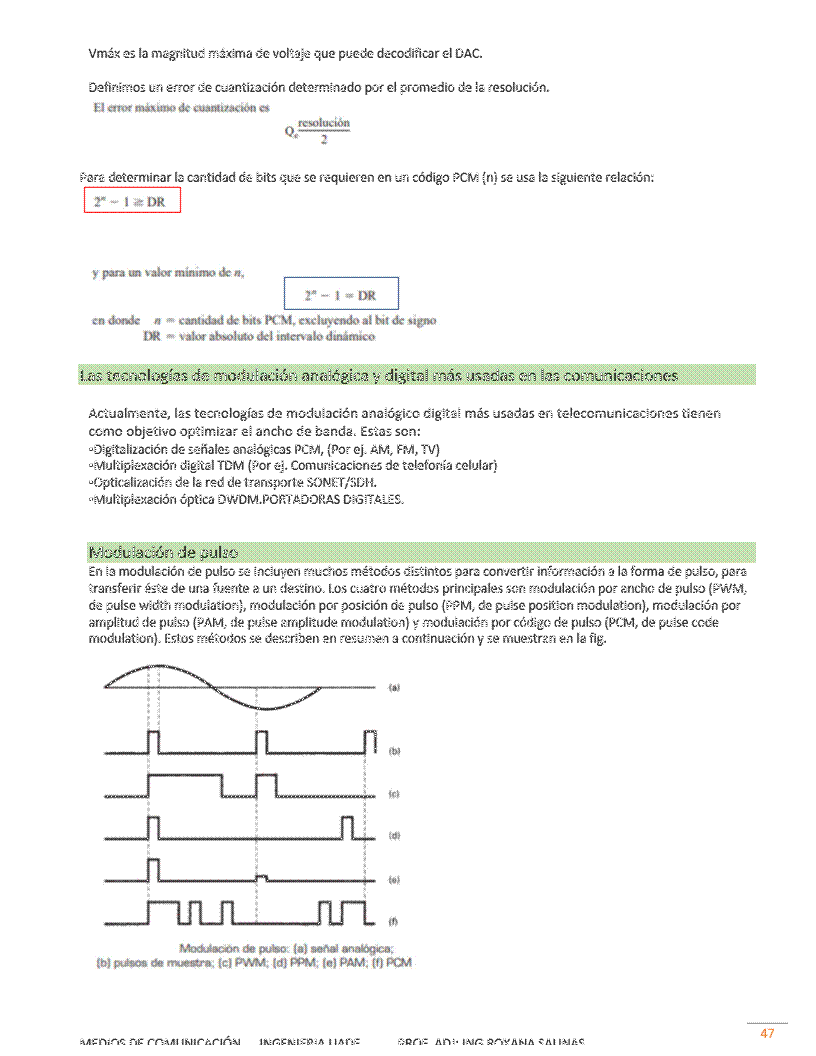 Vmáx es la magnitud máxima de voltaje que puede decodificar el DAC.
Definimos un error de cuantización determinado por el promedio de la resolución.
El error máximo de cuantización es
Qe resolución
2
Para determinar la cantidad de bits que se requieren en un código PCM (n) se usa la siguiente relación:
2ⁿ − 1 ≥ DR
y para un valor mínimo de n,
2ⁿ − 1 = DR
en donde n = cantidad de bits PCM, excluyendo al bit de signo
DR = valor absoluto del intervalo dinámico
Las tecnologías de modulación analógica y digital más usadas en las comunicaciones
Actualmente, las tecnologías de modulación analógico digital más usadas en telecomunicaciones tienen
como objetivo optimizar el ancho de banda. Estas son:
◦Digitalización de señales analógicas PCM, (Por ej. AM, FM, TV)
◦Multiplexación digital TDM (Por ej. Comunicaciones de telefonía celular)
◦Opticalización de la red de transporte SONET/SDH.
◦Multiplexación óptica DWDM.PORTADORAS DIGITALES.
Modulación de pulso
En la modulación de pulso se incluyen muchos métodos distintos para convertir información a la forma de pulso, para
transferir éste de una fuente a un destino. Los cuatro métodos principales son modulación por ancho de pulso (PWM,
de pulse width modulation), modulación por posición de pulso (PPM, de pulse position modulation), modulación por
amplitud de pulso (PAM, de pulse amplitude modulation) y modulación por código de pulso (PCM, de pulse code
modulation). Estos métodos se describen en resumen a continuación y se muestran en la fig.
(a)
(b)
(c)
(d)
(e)
(f)
Modulación de pulso: (a) señal analógica;
(b) pulsos de muestra; (c) PWM; (d) PPM; (e) PAM; (f) PCM
47
MEDIOS DE COMUNICACIÓN INGENIERIA UADE PROF. ADJ: ING ROXANA SALINAS